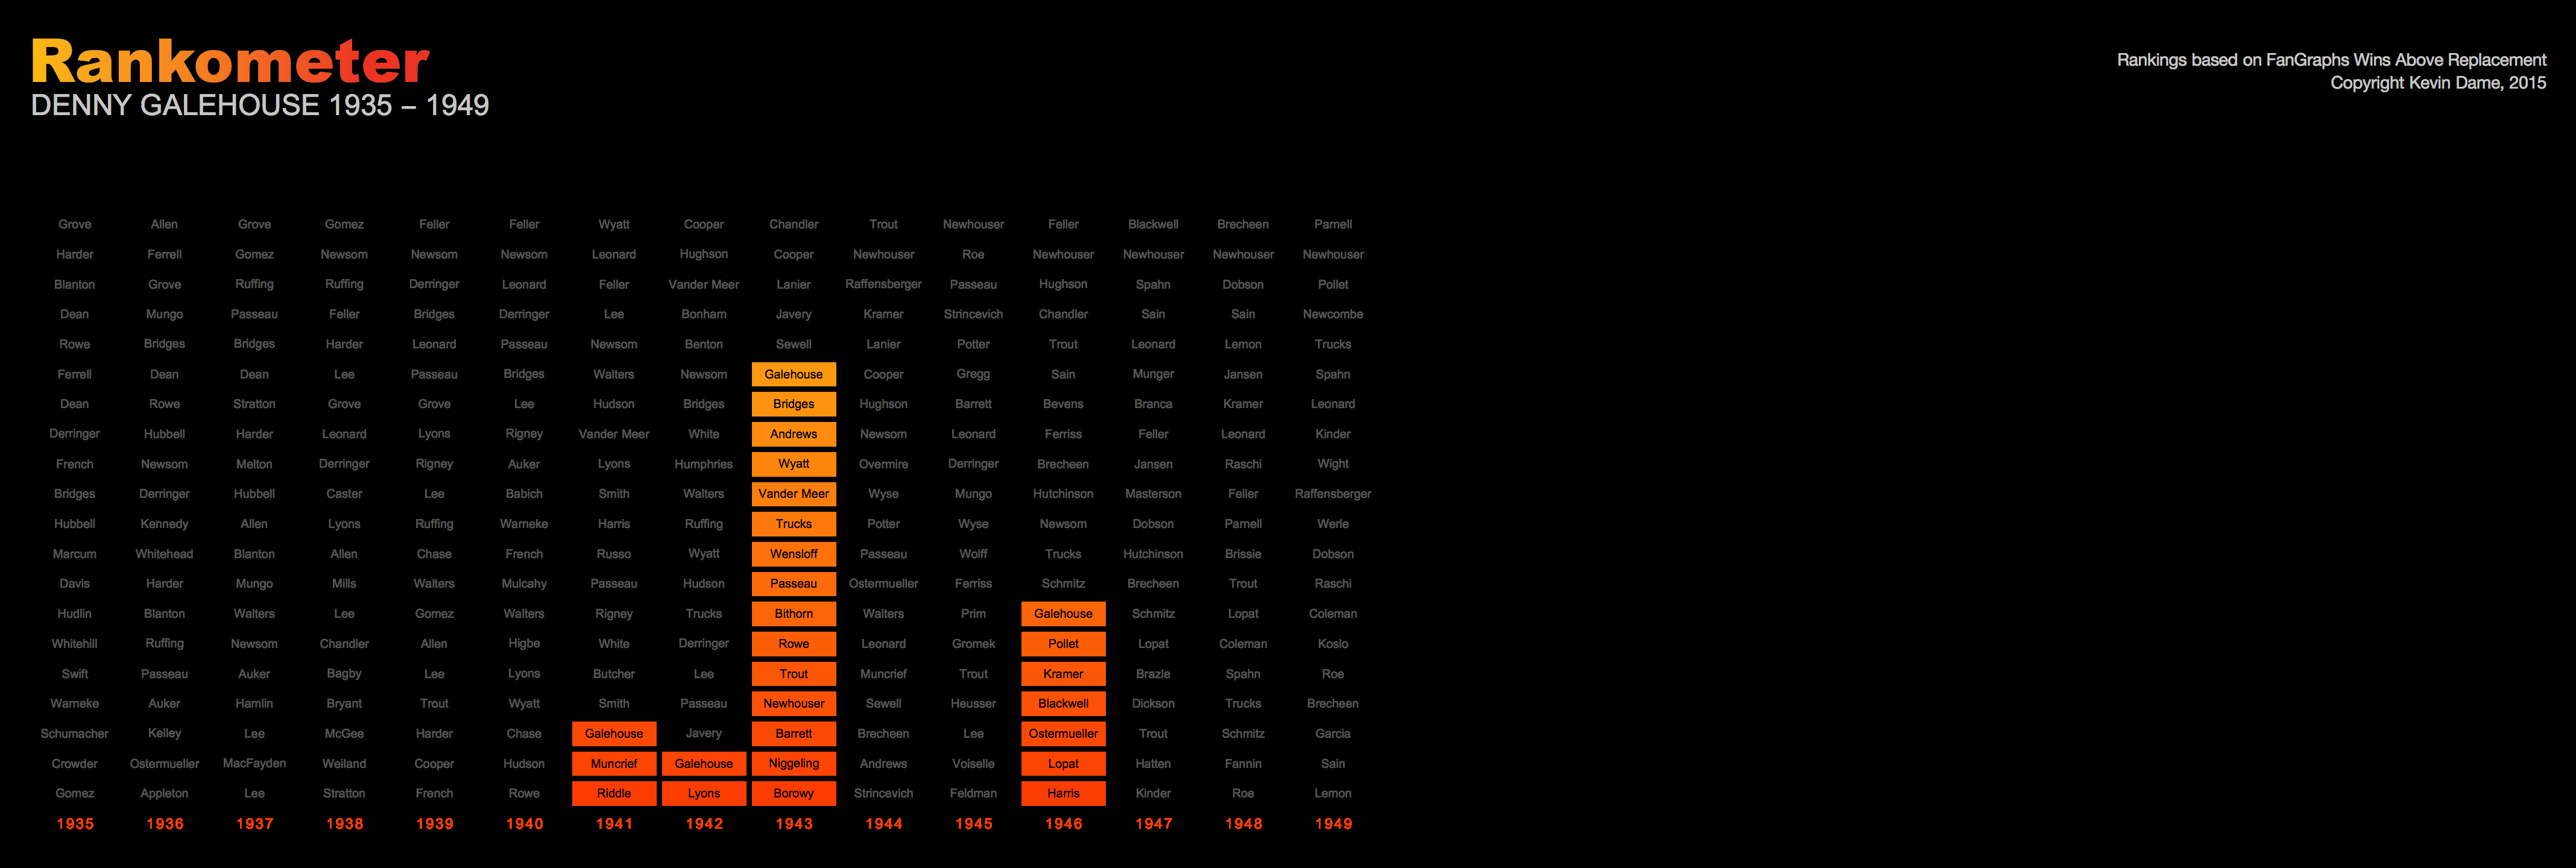 Rankometer
DENNY GALEHOUSE 1935 – 1949
Rankings based on FanGraphs Wins Above Replacement
Copyright Kevin Dame, 2015
Grove Allen Grove Gomez Feller Feller Wyatt Cooper Chandler Trout Newhouser Feller Blackwell Brecheen Parnell
Harder Ferrell Gomez Newsom Newsom Newsom Leonard Hughson Cooper Newhouser Roe Newhouser Newhouser Newhouser Newhouser
Blanton Grove Ruffing Ruffing Derringer Leonard Feller Vander Meer Lanier Raffensberger Passeau Hughson Spahn Dobson Pollet
Dean Mungo Passeau Feller Bridges Derringer Lee Bonham Javery Kramer Strincevich Chandler Sain Sain Newcombe
Rowe Bridges Bridges Harder Leonard Passeau Newsom Benton Sewell Lanier Potter Trout Leonard Lemon Trucks
Ferrell Dean Dean Lee Passeau Bridges Walters Newsom Galehouse Cooper Gregg Sain Munger Jansen Spahn
Dean Rowe Stratton Grove Grove Lee Hudson Bridges Bridges Hughson Barrett Bevens Branca Kramer Leonard
Derringer Hubbell Harder Leonard Lyons Rigney Vander Meer White Andrews Newsom Leonard Ferriss Feller Leonard Kinder
French Newsom Melton Derringer Rigney Auker Lyons Humphries Wyatt Overmire Derringer Brecheen Jansen Raschi Wight
Bridges Derringer Hubbell Caster Lee Babich Smith Walters Vander Meer Wyse Mungo Hutchinson Masterson Feller Raffensberger
Hubbell Kennedy Allen Lyons Ruffing Warneke Harris Ruffing Trucks Potter Wyse Newsom Dobson Parnell Werle
Marcum Whitehead Blanton Allen Chase French Russo Wyatt Wensloff Passeau Wolff Trucks Hutchinson Brissie Dobson
Davis Harder Mungo Mills Walters Mulcahy Passeau Hudson Passeau Ostermueller Ferriss Schmitz Brecheen Trout Raschi
Hudlin Blanton Walters Lee Gomez Walters Rigney Trucks Bithorn Walters Prim Galehouse Schmitz Lopat Coleman
Whitehill Ruffing Newsom Chandler Allen Higbe White Derringer Rowe Leonard Gromek Pollet Lopat Coleman Koslo
Swift Passeau Auker Bagby Lee Lyons Butcher Lee Trout Muncrief Trout Kramer Brazle Spahn Roe
Warneke Auker Hamlin Bryant Trout Wyatt Smith Passeau Newhouser Sewell Heusser Blackwell Dickson Trucks Brecheen
Schumacher Kelley Lee McGee Harder Chase Galehouse Javery Barrett Brecheen Lee Ostermueller Trout Schmitz Garcia
Crowder Ostermueller MacFayden Weiland Cooper Hudson Muncrief Galehouse Niggeling Andrews Voiselle Lopat Hatten Fannin Sain
Gomez Appleton Lee Stratton French Rowe Riddle Lyons Borowy Strincevich Feldman Harris Kinder Roe Lemon
1935 1936 1937 1938 1939 1940 1941 1942 1943 1944 1945 1946 1947 1948 1949